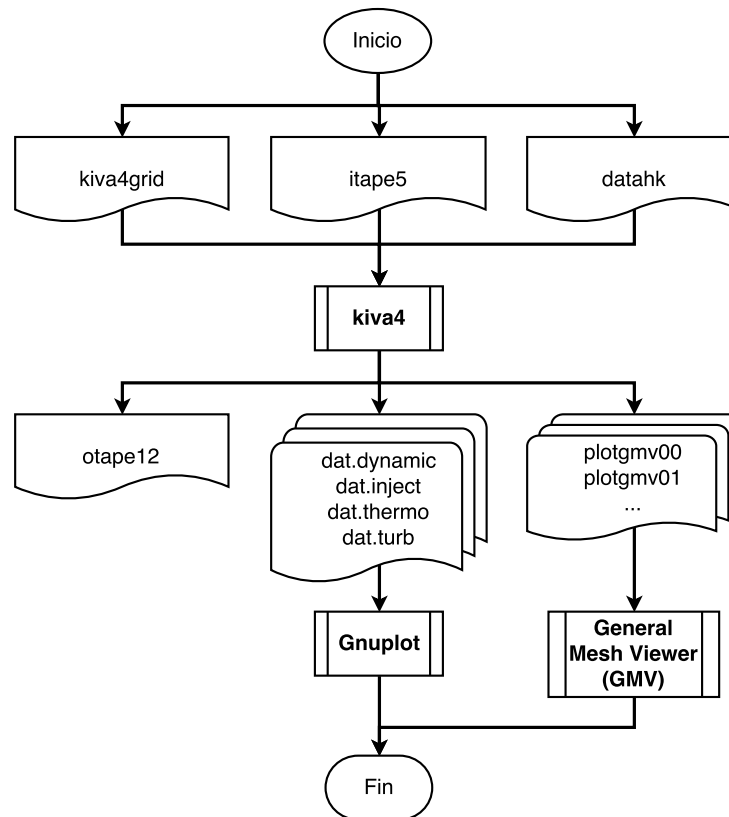 Inicio
kiva4grid
itape5
datahk
kiva4
otape12
dat.dynamic
dat.inject
dat.thermo
dat.turb
plotgmv00
plotgmv01
...
Gnuplot
General
Mesh Viewer
(GMV)
Fin